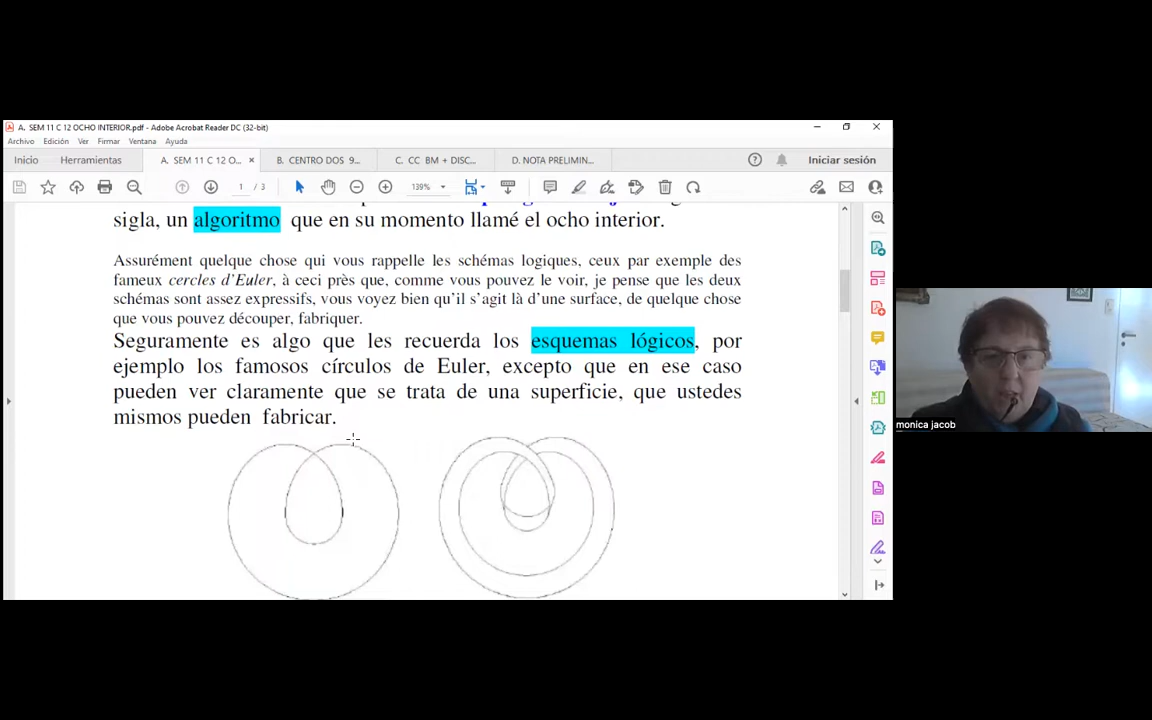 A. SEM 11 C 12 OCHO INTERIOR.pdf - Adobe Acrobat Reader DC (32-bit)
Archivo Edición Ver Firmar Ventana Ayuda
Inicio Herramientas A. SEM 11 C 12 O... × B. CENTRO DOS 9... C. CC BM + DISC... D. NOTA PRELIMIN... Iniciar sesión
1 / 3 139%
sigla, un algoritmo que en su momento llamé el ocho interior.
Assurément quelque chose qui vous rappelle les schémas logiques, ceux par exemple des
fameux cercles d'Euler, à ceci près que, comme vous pouvez le voir, je pense que les deux
schémas sont assez expressifs, vous voyez bien qu'il s'agit là d'une surface, de quelque chose
que vous pouvez découper, fabriquer.
Seguramente es algo que les recuerda los esquemas lógicos, por
ejemplo los famosos círculos de Euler, excepto que en ese caso
pueden ver claramente que se trata de una superficie, que ustedes
mismos pueden fabricar.
monica jacob